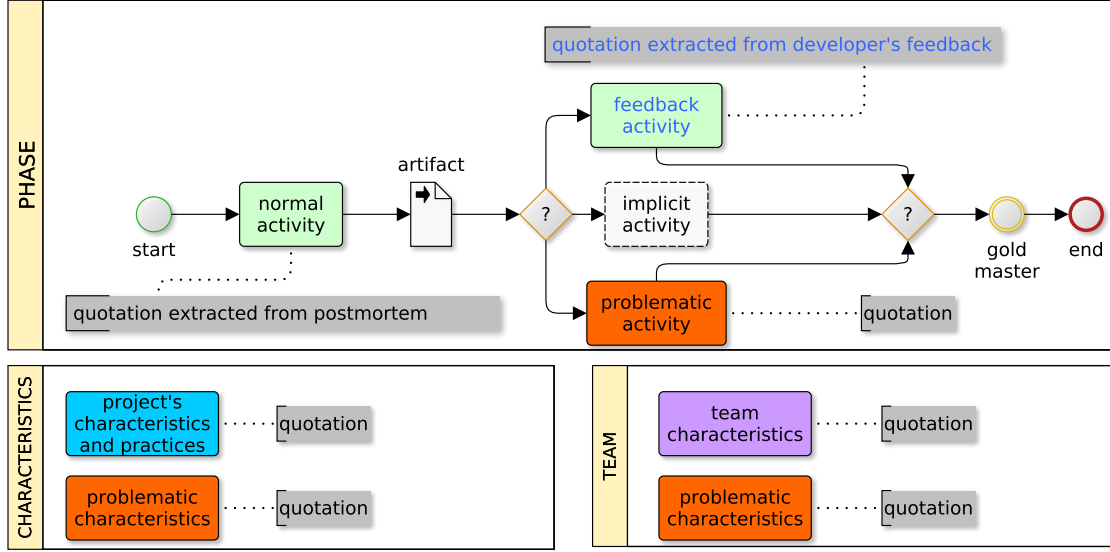 PHASE
quotation extracted from developer's feedback
feedback
activity
artifact
normal
activity
?
implicit
activity
?
start
gold
master
end
problematic
activity
quotation extracted from postmortem
quotation
CHARACTERISTICS
project's
characteristics
and practices
quotation
problematic
characteristics
quotation
TEAM
team
characteristics
quotation
problematic
characteristics
quotation